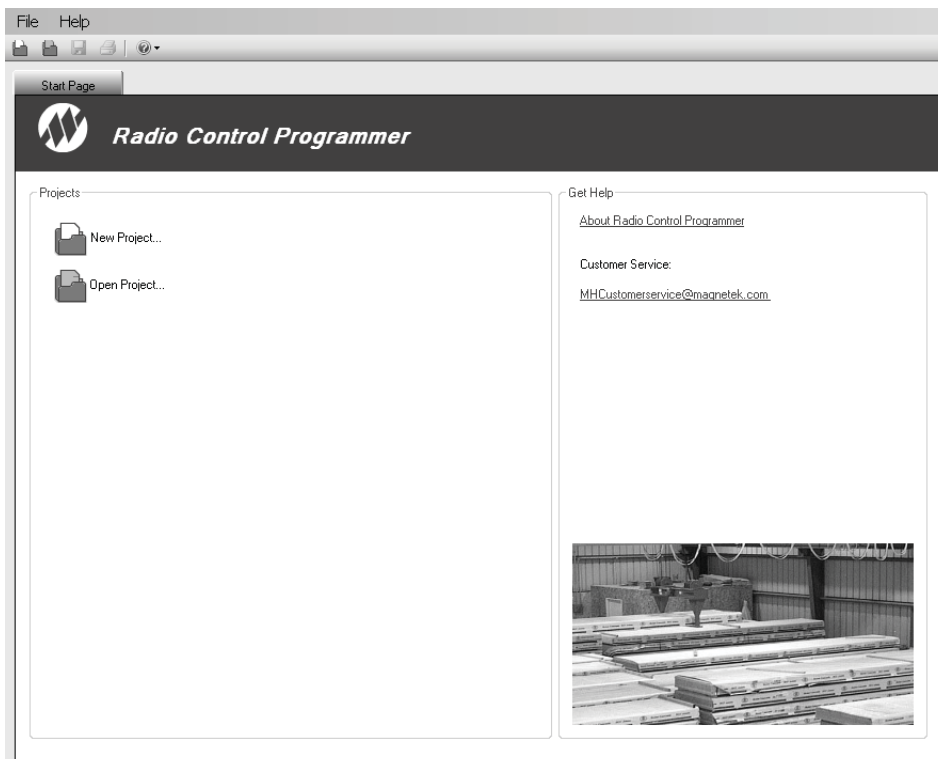 File Help
Start Page
Radio Control Programmer
Projects
New Project...
Open Project...
Get Help
About Radio Control Programmer
Customer Service:
MHCustomerservice@magnetek.com